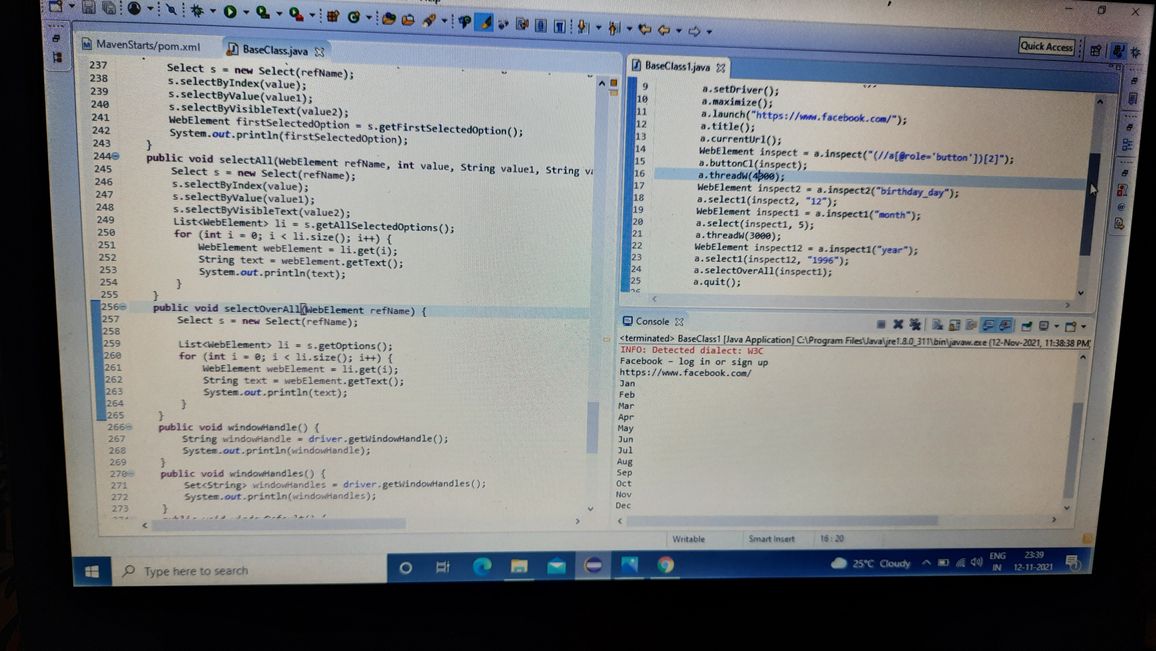 Quick Access
MavenStarts/pom.xml
BaseClass.java
237 Select s = new Select(refName);
238 s.selectByIndex(value);
239 s.selectByValue(value1);
240 s.selectByVisibleText(value2);
241 WebElement firstSelectedOption = s.getFirstSelectedOption();
242 System.out.println(firstSelectedOption);
243 }
244 public void selectAll(WebElement refName, int value, String value1, String va
245 Select s = new Select(refName);
246 s.selectByIndex(value);
247 s.selectByValue(value1);
248 s.selectByVisibleText(value2);
249 List<WebElement> li = s.getAllSelectedOptions();
250 for (int i = 0; i < li.size(); i++) {
251 WebElement webElement = li.get(i);
252 String text = webElement.getText();
253 System.out.println(text);
254 }
255 }
256 public void selectOverAll(WebElement refName) {
257 Select s = new Select(refName);
258
259 List<WebElement> li = s.getOptions();
260 for (int i = 0; i < li.size(); i++) {
261 WebElement webElement = li.get(i);
262 String text = webElement.getText();
263 System.out.println(text);
264 }
265 }
266 public void windowHandle() {
267 String windowHandle = driver.getWindowHandle();
268 System.out.println(windowHandle);
269 }
270 public void windowHandles() {
271 Set<String> windowHandles = driver.getWindowHandles();
272 System.out.println(windowHandles);
273 }
BaseClass1.java
9 a.setDriver();
10 a.maximize();
11 a.launch("https://www.facebook.com/");
12 a.title();
13 a.currentUrl();
14 WebElement inspect = a.inspect("(//a[@role='button'])[2]");
15 a.buttonCl(inspect);
16 a.threadW(4000);
17 WebElement inspect2 = a.inspect2("birthday_day");
18 a.select1(inspect2, "12");
19 WebElement inspect1 = a.inspect1("month");
20 a.select(inspect1, 5);
21 a.threadW(3000);
22 WebElement inspect12 = a.inspect1("year");
23 a.select1(inspect12, "1996");
24 a.selectOverAll(inspect1);
25 a.quit();
Console
<terminated> BaseClass1 [Java Application] C:\Program Files\Java\jre1.8.0_311\bin\javaw.exe (12-Nov-2021, 11:38:38 PM)
INFO: Detected dialect: W3C
Facebook – log in or sign up
https://www.facebook.com/
Jan
Feb
Mar
Apr
May
Jun
Jul
Aug
Sep
Oct
Nov
Dec
Writable
Smart Insert
16 : 20
Type here to search
25°C Cloudy
ENG
IN
23:39
12-11-2021